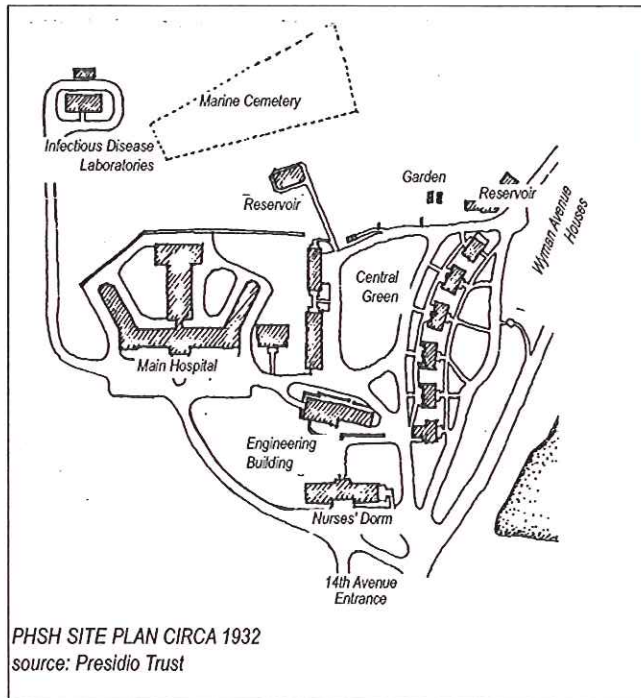 Marine Cemetery
Infectious Disease
Laboratories
Reservoir
Garden
Reservoir
Wyman Avenue
Houses
Central
Green
Main Hospital
Engineering
Building
Nurses' Dorm
14th Avenue
Entrance
PHSH SITE PLAN CIRCA 1932
source: Presidio Trust